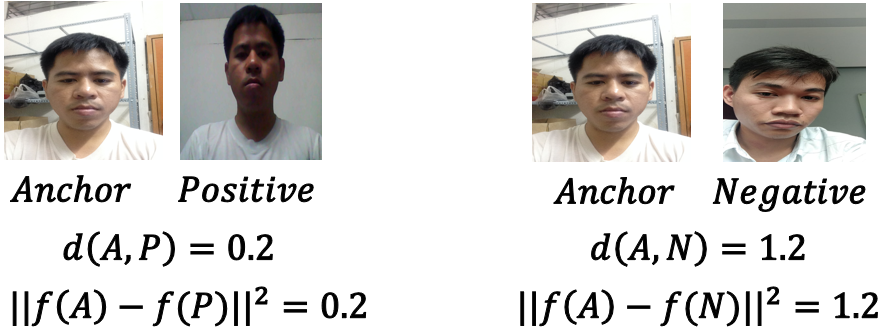 Anchor Positive
d(A, P) = 0.2
||f(A) − f(P)||² = 0.2
Anchor Negative
d(A, N) = 1.2
||f(A) − f(N)||² = 1.2